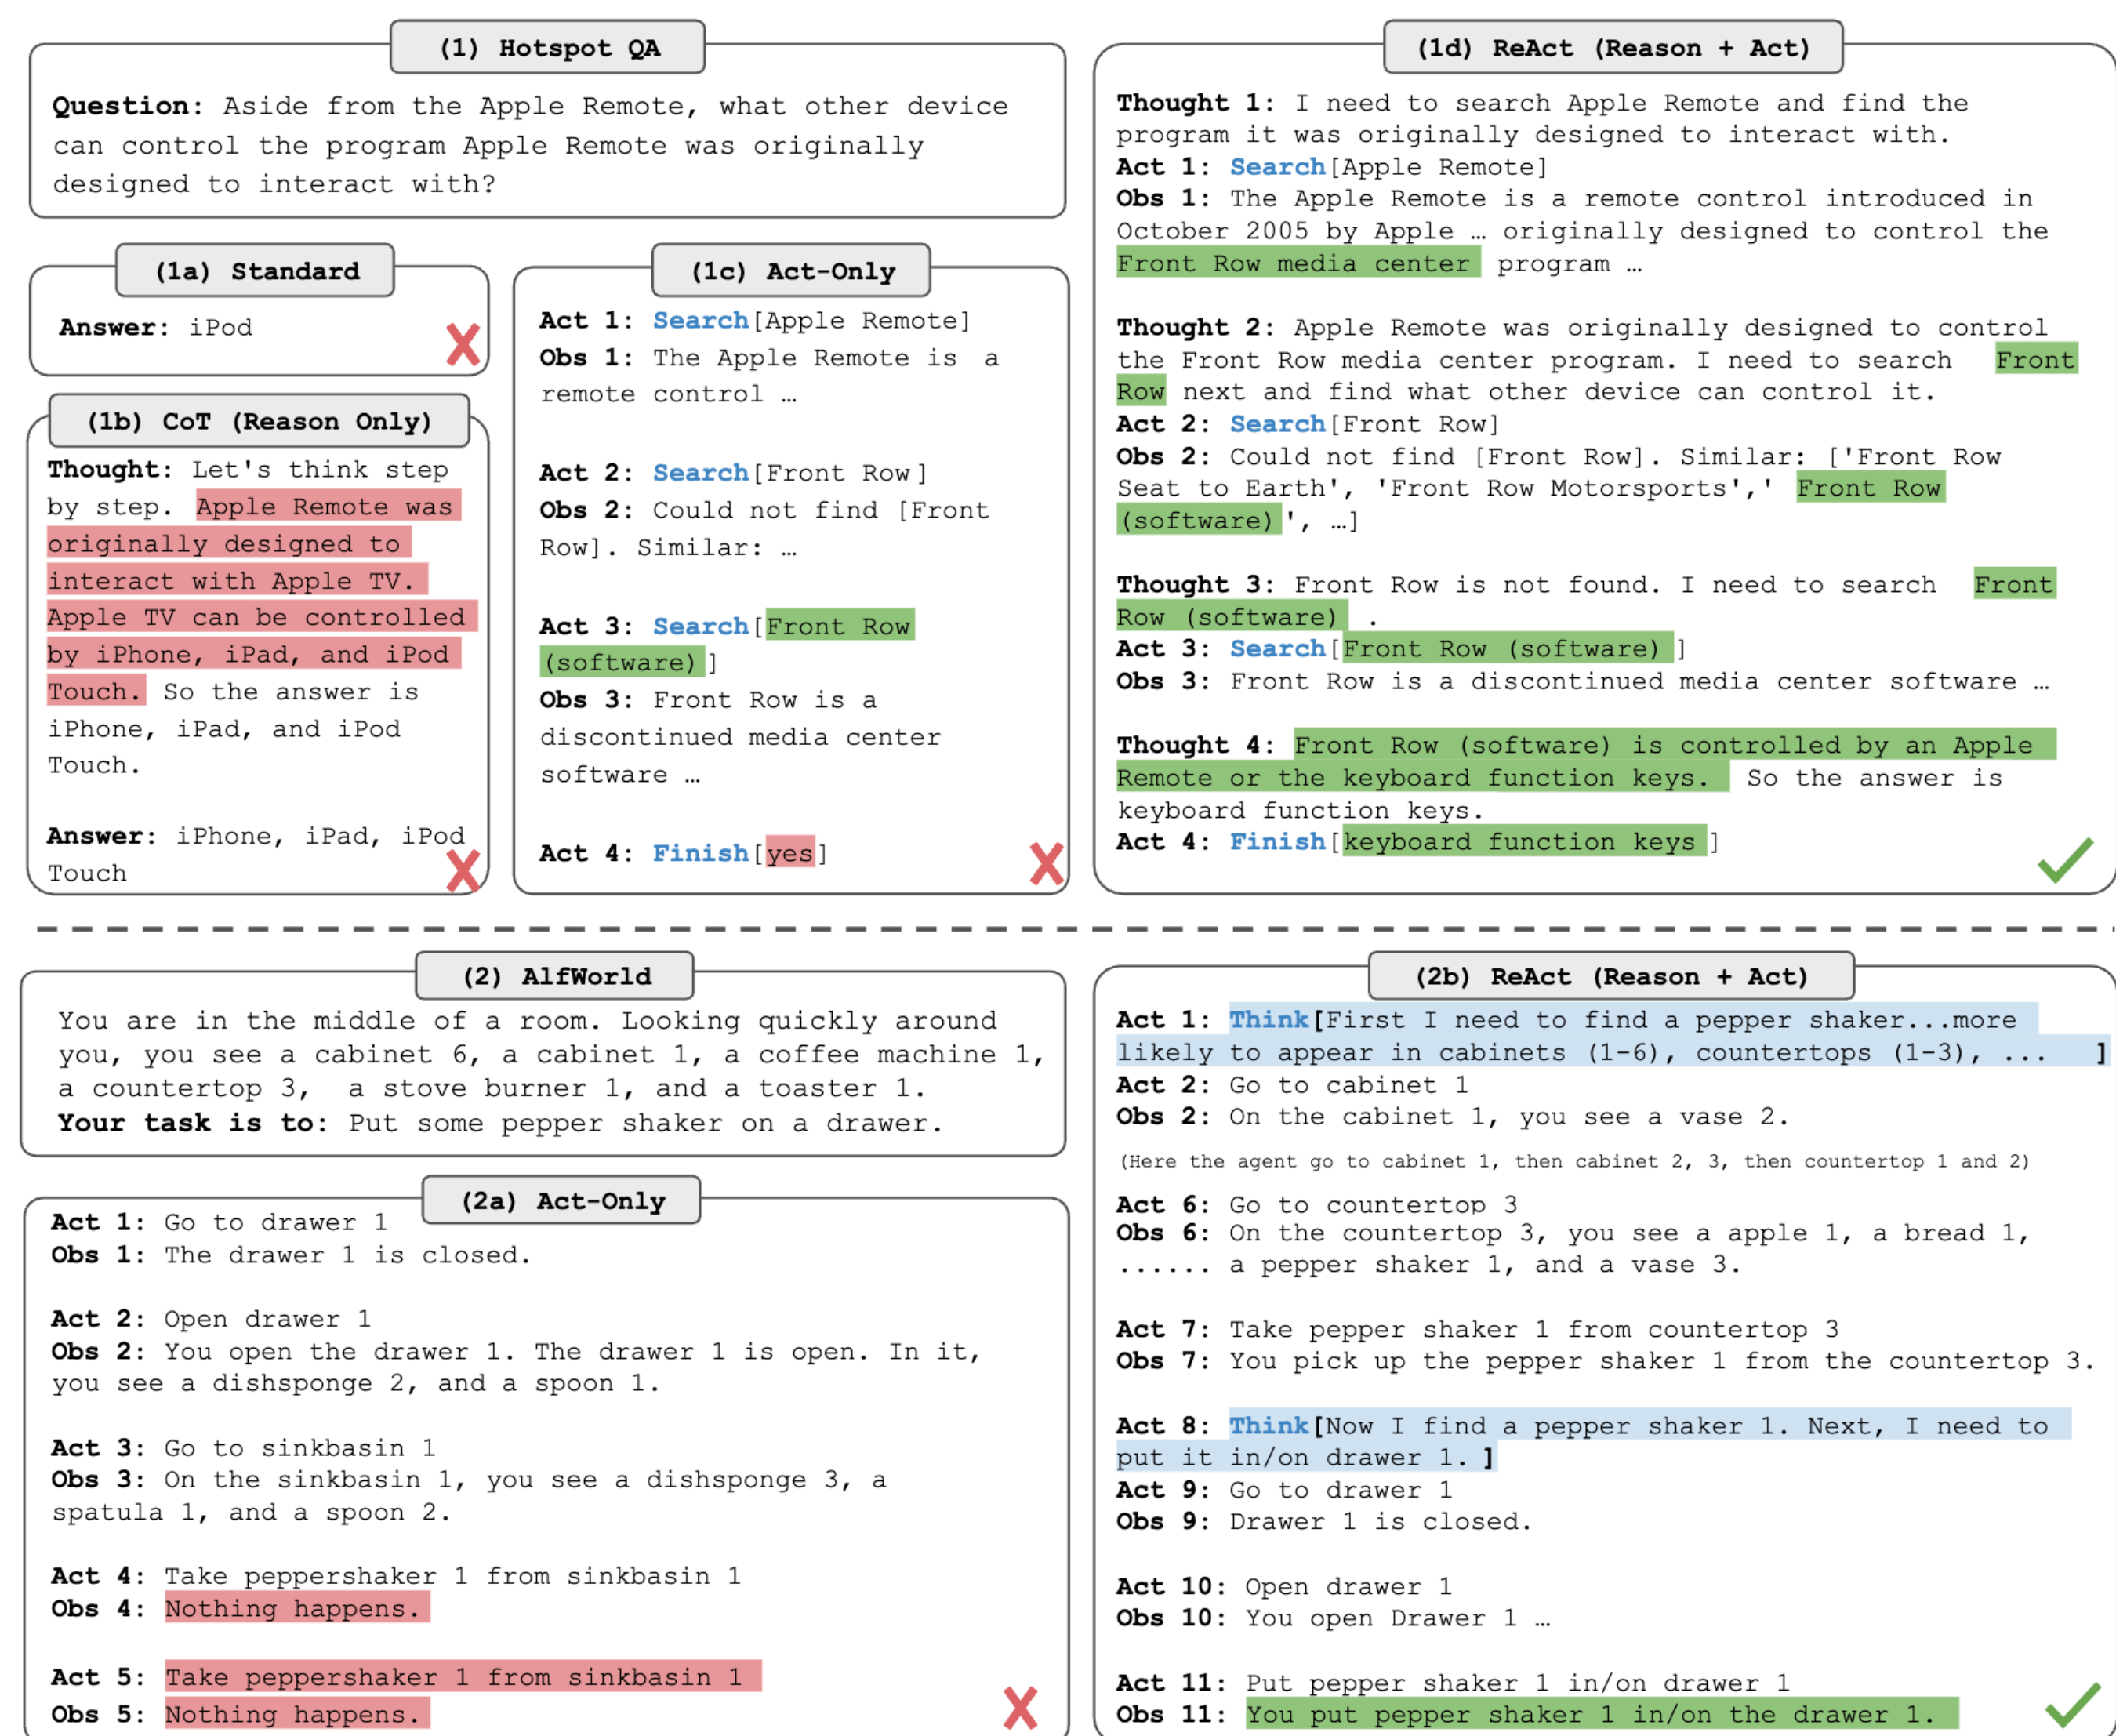 (1) Hotspot QA
Question: Aside from the Apple Remote, what other device
can control the program Apple Remote was originally
designed to interact with?
(1a) Standard
Answer: iPod
(1b) CoT (Reason Only)
Thought: Let's think step
by step. Apple Remote was
originally designed to
interact with Apple TV.
Apple TV can be controlled
by iPhone, iPad, and iPod
Touch. So the answer is
iPhone, iPad, and iPod
Touch.
Answer: iPhone, iPad, iPod
Touch
(1c) Act-Only
Act 1: Search[Apple Remote]
Obs 1: The Apple Remote is a
remote control …
Act 2: Search[Front Row]
Obs 2: Could not find [Front
Row]. Similar: …
Act 3: Search[Front Row
(software)]
Obs 3: Front Row is a
discontinued media center
software …
Act 4: Finish[yes]
(1d) ReAct (Reason + Act)
Thought 1: I need to search Apple Remote and find the
program it was originally designed to interact with.
Act 1: Search[Apple Remote]
Obs 1: The Apple Remote is a remote control introduced in
October 2005 by Apple … originally designed to control the
Front Row media center program …
Thought 2: Apple Remote was originally designed to control
the Front Row media center program. I need to search Front
Row next and find what other device can control it.
Act 2: Search[Front Row]
Obs 2: Could not find [Front Row]. Similar: ['Front Row
Seat to Earth', 'Front Row Motorsports',' Front Row
(software)', …]
Thought 3: Front Row is not found. I need to search Front
Row (software) .
Act 3: Search[Front Row (software) ]
Obs 3: Front Row is a discontinued media center software …
Thought 4: Front Row (software) is controlled by an Apple
Remote or the keyboard function keys. So the answer is
keyboard function keys.
Act 4: Finish[keyboard function keys ]
(2) AlfWorld
You are in the middle of a room. Looking quickly around
you, you see a cabinet 6, a cabinet 1, a coffee machine 1,
a countertop 3, a stove burner 1, and a toaster 1.
Your task is to: Put some pepper shaker on a drawer.
(2a) Act-Only
Act 1: Go to drawer 1
Obs 1: The drawer 1 is closed.
Act 2: Open drawer 1
Obs 2: You open the drawer 1. The drawer 1 is open. In it,
you see a dishsponge 2, and a spoon 1.
Act 3: Go to sinkbasin 1
Obs 3: On the sinkbasin 1, you see a dishsponge 3, a
spatula 1, and a spoon 2.
Act 4: Take peppershaker 1 from sinkbasin 1
Obs 4: Nothing happens.
Act 5: Take peppershaker 1 from sinkbasin 1
Obs 5: Nothing happens.
(2b) ReAct (Reason + Act)
Act 1: Think[First I need to find a pepper shaker...more
likely to appear in cabinets (1-6), countertops (1-3), ... ]
Act 2: Go to cabinet 1
Obs 2: On the cabinet 1, you see a vase 2.
(Here the agent go to cabinet 1, then cabinet 2, 3, then countertop 1 and 2)
Act 6: Go to countertop 3
Obs 6: On the countertop 3, you see a apple 1, a bread 1,
...... a pepper shaker 1, and a vase 3.
Act 7: Take pepper shaker 1 from countertop 3
Obs 7: You pick up the pepper shaker 1 from the countertop 3.
Act 8: Think[Now I find a pepper shaker 1. Next, I need to
put it in/on drawer 1. ]
Act 9: Go to drawer 1
Obs 9: Drawer 1 is closed.
Act 10: Open drawer 1
Obs 10: You open Drawer 1 …
Act 11: Put pepper shaker 1 in/on drawer 1
Obs 11: You put pepper shaker 1 in/on the drawer 1.